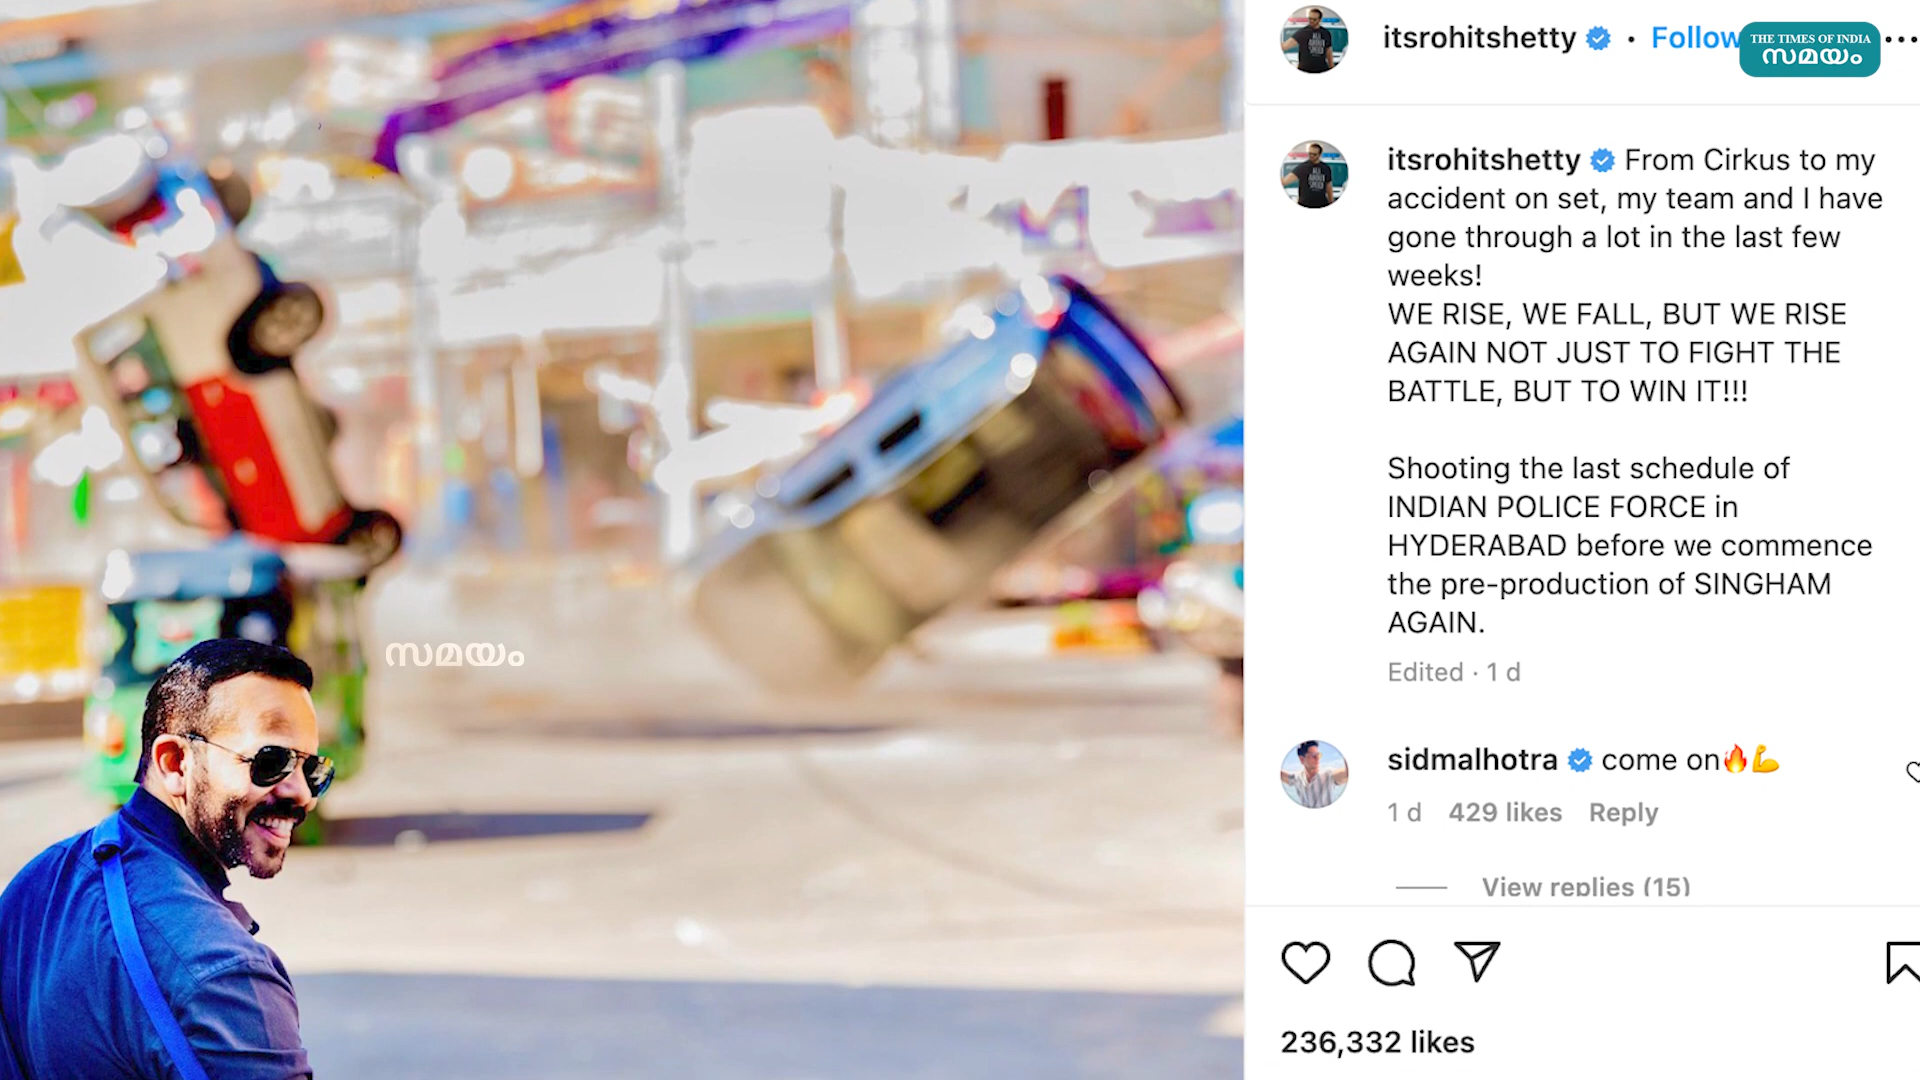 itsrohitshetty • Follow
THE TIMES OF INDIA
സമയം
itsrohitshetty From Cirkus to my
accident on set, my team and I have
gone through a lot in the last few
weeks!
WE RISE, WE FALL, BUT WE RISE
AGAIN NOT JUST TO FIGHT THE
BATTLE, BUT TO WIN IT!!!
Shooting the last schedule of
INDIAN POLICE FORCE in
HYDERABAD before we commence
the pre-production of SINGHAM
AGAIN.
Edited · 1 d
സമയം
sidmalhotra come on🔥💪
1 d 429 likes Reply
View replies (15)
236,332 likes